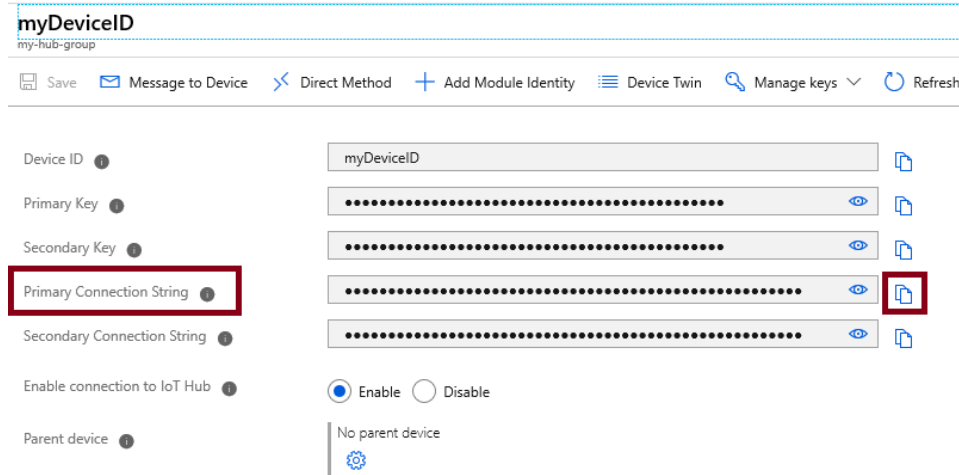 myDeviceID
my-hub-group
Save Message to Device Direct Method Add Module Identity Device Twin Manage keys Refresh
Device ID myDeviceID
Primary Key ••••••••••••••••••••••••••••••••••••••••••••
Secondary Key ••••••••••••••••••••••••••••••••••••••••••••
Primary Connection String •••••••••••••••••••••••••••••••••••••••••••••••••••••
Secondary Connection String •••••••••••••••••••••••••••••••••••••••••••••••••••••
Enable connection to IoT Hub Enable Disable
Parent device No parent device